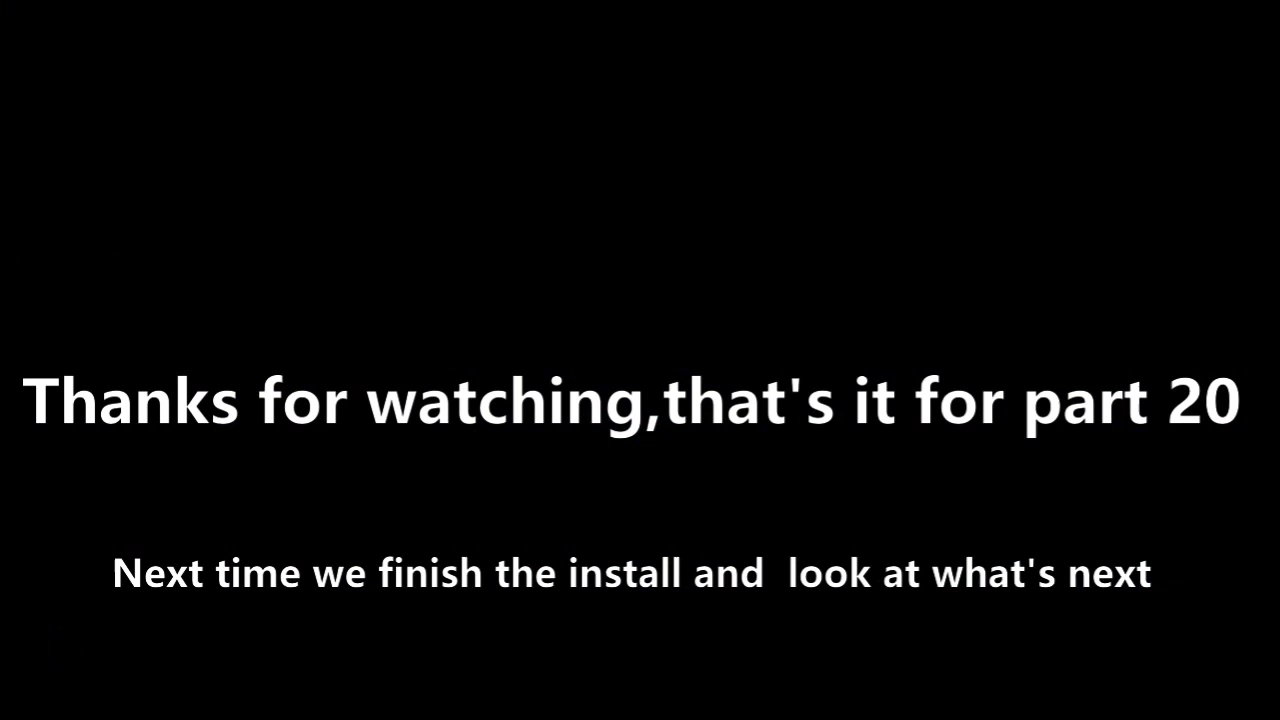 Thanks for watching,that's it for part 20
Next time we finish the install and  look at what's next